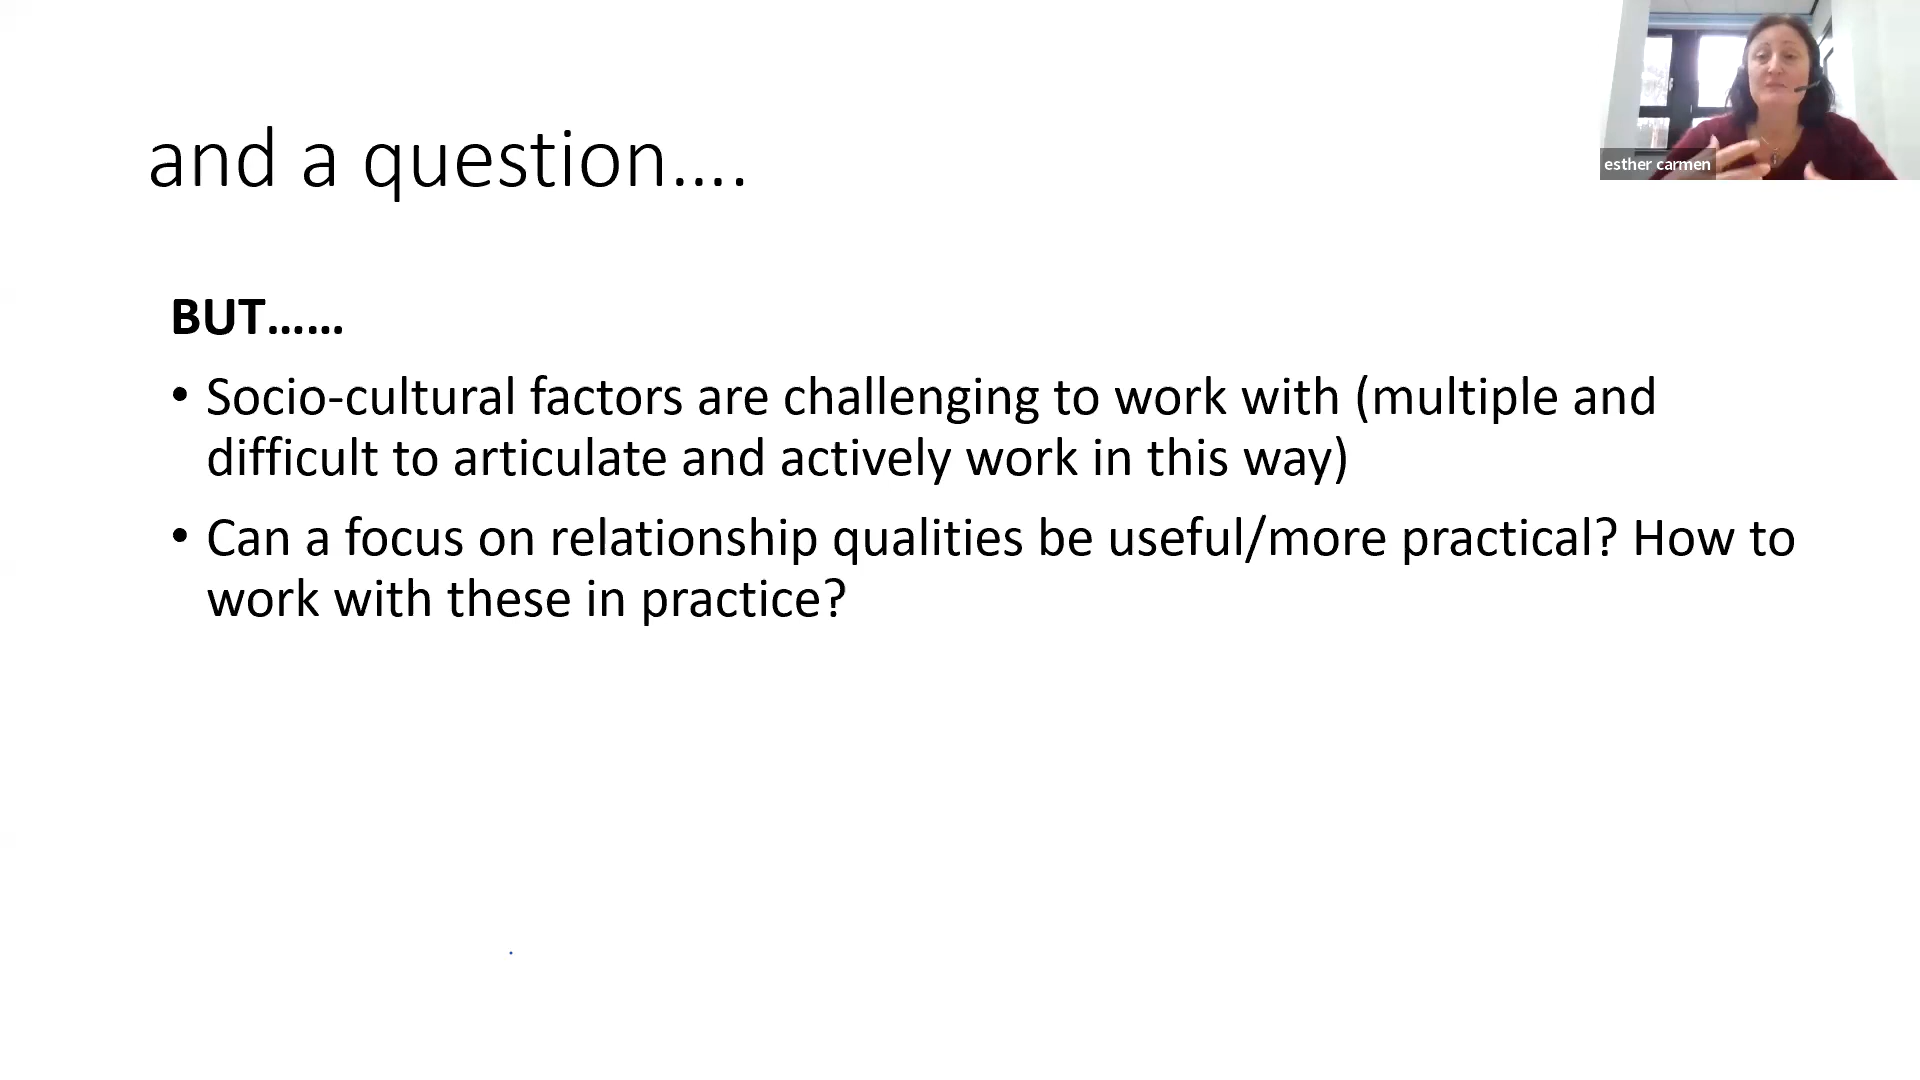 esther carmen
and a question....
BUT......
• Socio-cultural factors are challenging to work with (multiple and
difficult to articulate and actively work in this way)
• Can a focus on relationship qualities be useful/more practical? How to
work with these in practice?